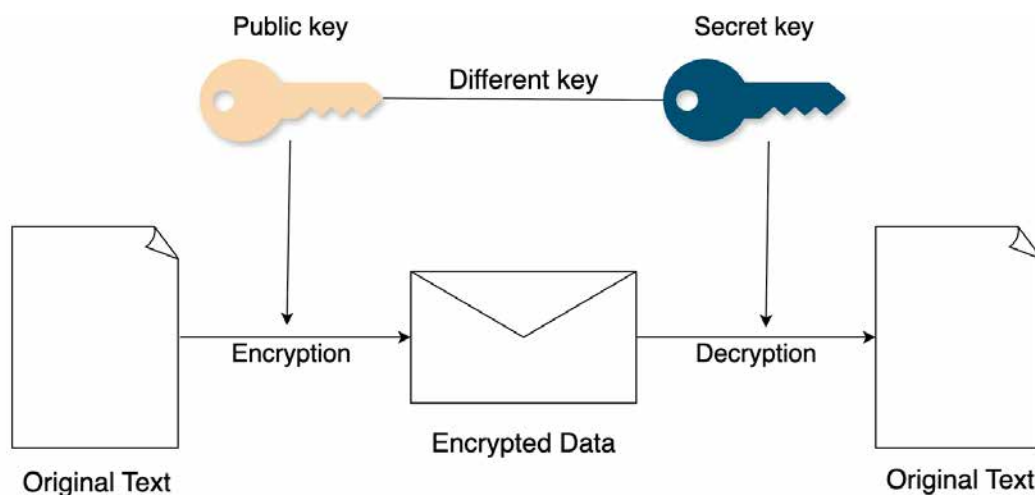 Public key
Secret key
Different key
Encryption
Decryption
Encrypted Data
Original Text
Original Text